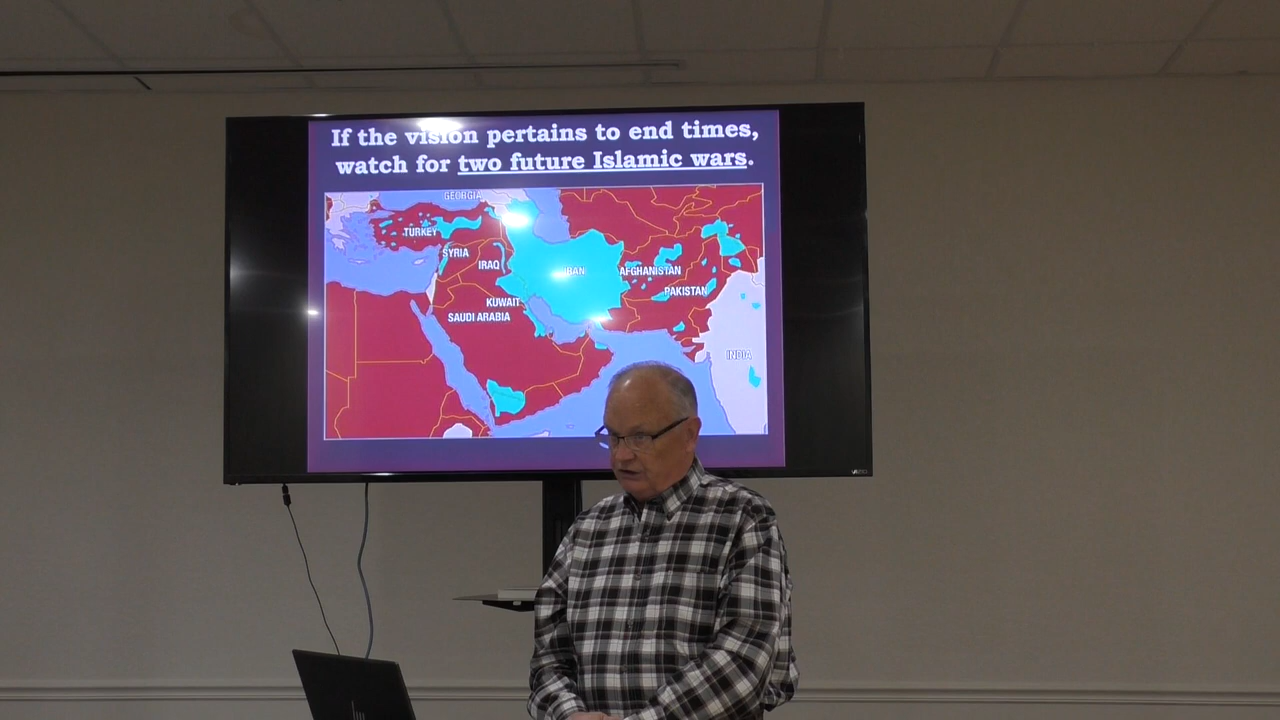 If the vision pertains to end times,
watch for two future Islamic wars.
GEORGIA
TURKEY
SYRIA
IRAQ
IRAN
AFGHANISTAN
PAKISTAN
KUWAIT
SAUDI ARABIA
INDIA
VIZIO